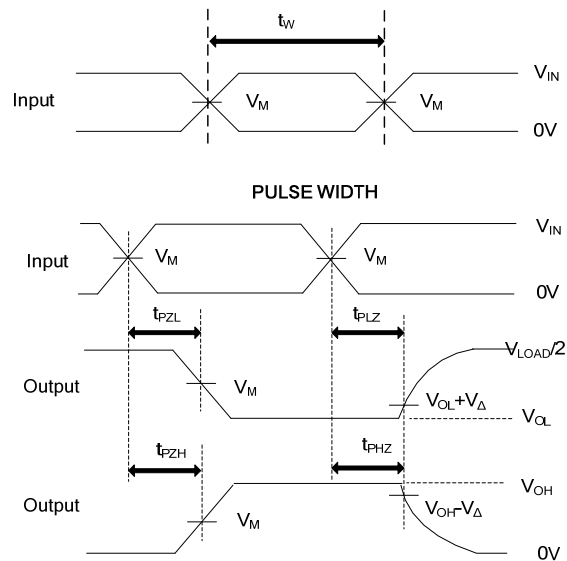 tW
VIN
Input
VM
VM
0V
PULSE WIDTH
VIN
Input
VM
VM
0V
tPZL
tPLZ
VLOAD/2
Output
VM
VOL+VΔ
VOL
tPZH
tPHZ
VOH
Output
VM
VOH-VΔ
0V